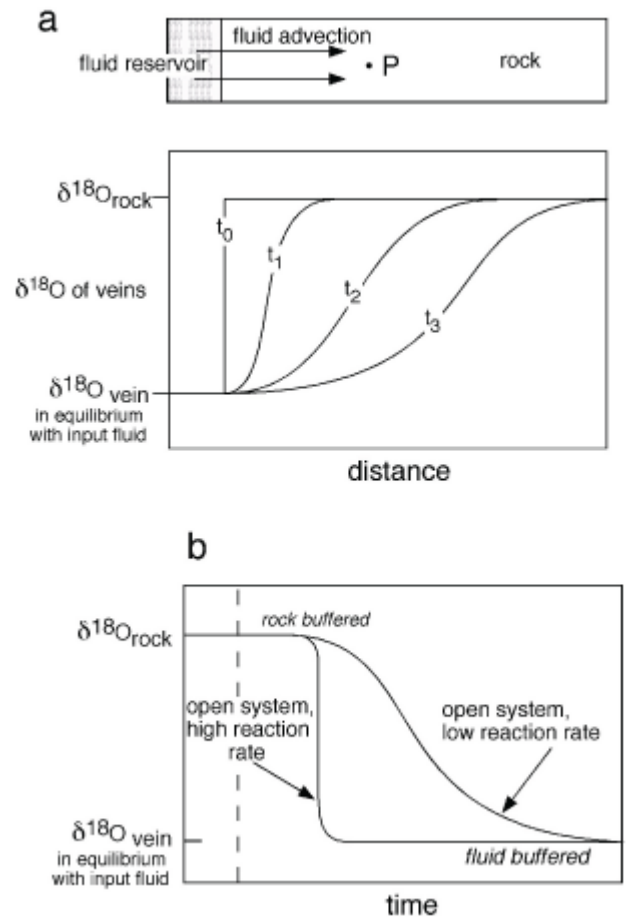 a
fluid advection
fluid reservoir
• P
rock
δ18Orock
t0
t1
δ18O of veins
t2
t3
δ18O vein
in equilibrium
with input fluid
distance
b
rock buffered
δ18Orock
open system,
high reaction
rate
open system,
low reaction rate
δ18O vein
in equilibrium
with input fluid
fluid buffered
time